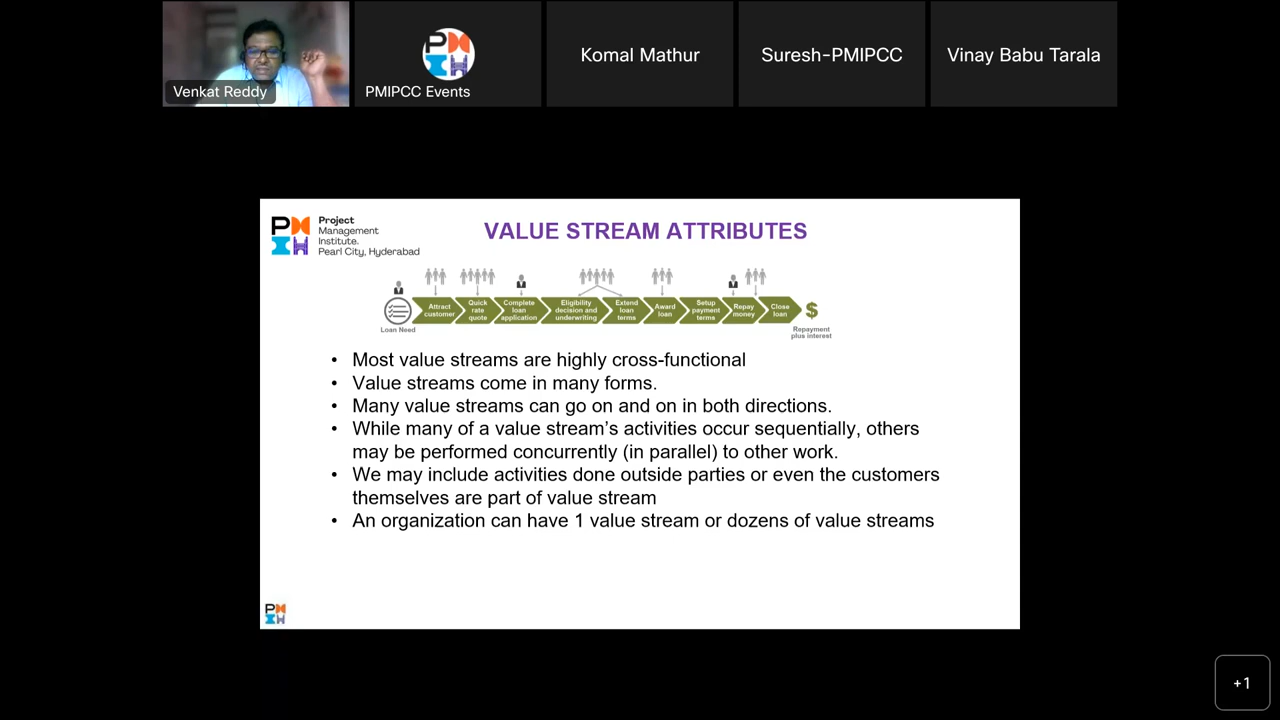 Venkat Reddy
PMIPCC Events
Komal Mathur
Suresh-PMIPCC
Vinay Babu Tarala
Project
Management
Institute.
Pearl City, Hyderabad
VALUE STREAM ATTRIBUTES
Loan Need
Attract
customer
Quick
rate
quote
Complete
loan
application
Eligibility
decision and
underwriting
Extend
loan
terms
Award
loan
Setup
payment
terms
Repay
money
Close
loan
$
Repayment
plus interest
• Most value streams are highly cross-functional
• Value streams come in many forms.
• Many value streams can go on and on in both directions.
• While many of a value stream’s activities occur sequentially, others
may be performed concurrently (in parallel) to other work.
• We may include activities done outside parties or even the customers
themselves are part of value stream
• An organization can have 1 value stream or dozens of value streams
+1